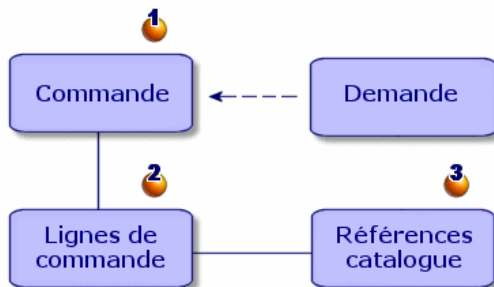 1
Commande
Demande
2
3
Lignes de
commande
Références
catalogue